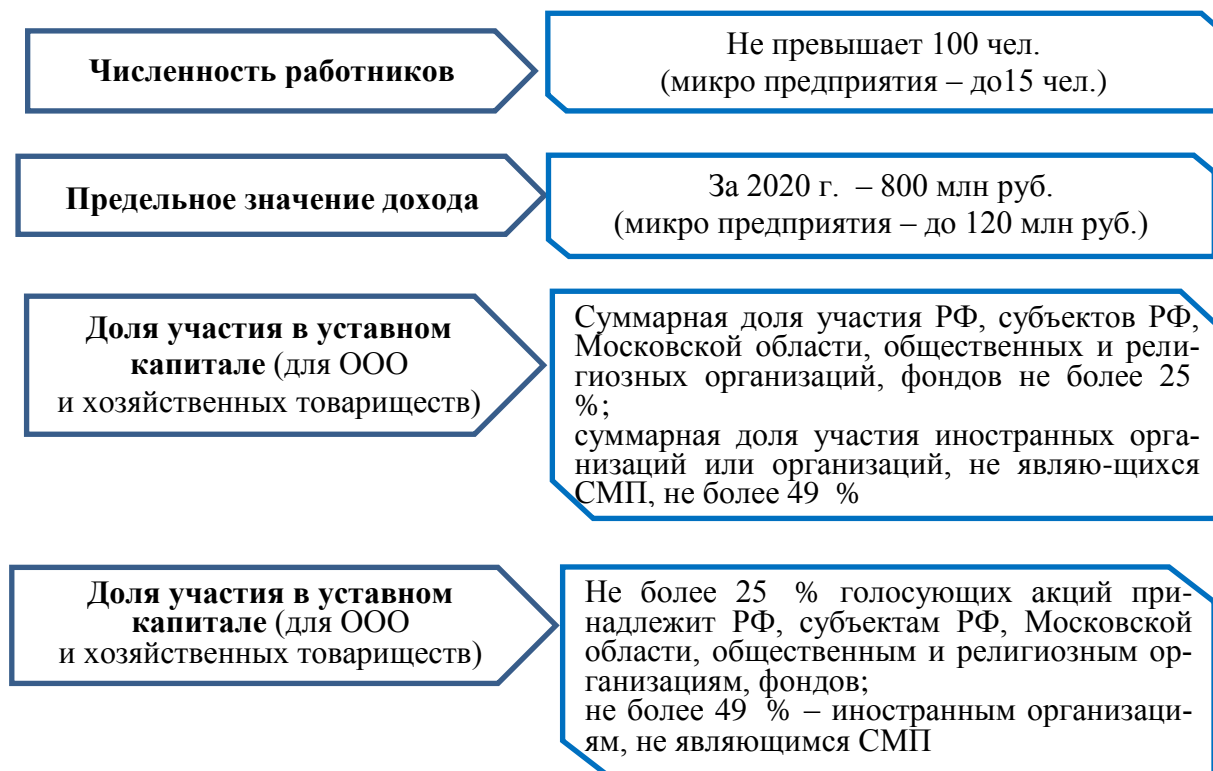 Численность работников
Не превышает 100 чел.
(микро предприятия – до15 чел.)
Предельное значение дохода
За 2020 г. – 800 млн руб.
(микро предприятия – до 120 млн руб.)
Доля участия в уставном
капитале (для ООО
и хозяйственных товариществ)
Суммарная доля участия РФ, субъектов РФ,
Московской области, общественных и рели-
гиозных организаций, фондов не более 25
%;
суммарная доля участия иностранных орга-
низаций или организаций, не являю-щихся
СМП, не более 49 %
Доля участия в уставном
капитале (для ООО
и хозяйственных товариществ)
Не более 25 % голосующих акций при-
надлежит РФ, субъектам РФ, Московской
области, общественным и религиозным ор-
ганизациям, фондов;
не более 49 % – иностранным организаци-
ям, не являющимся СМП